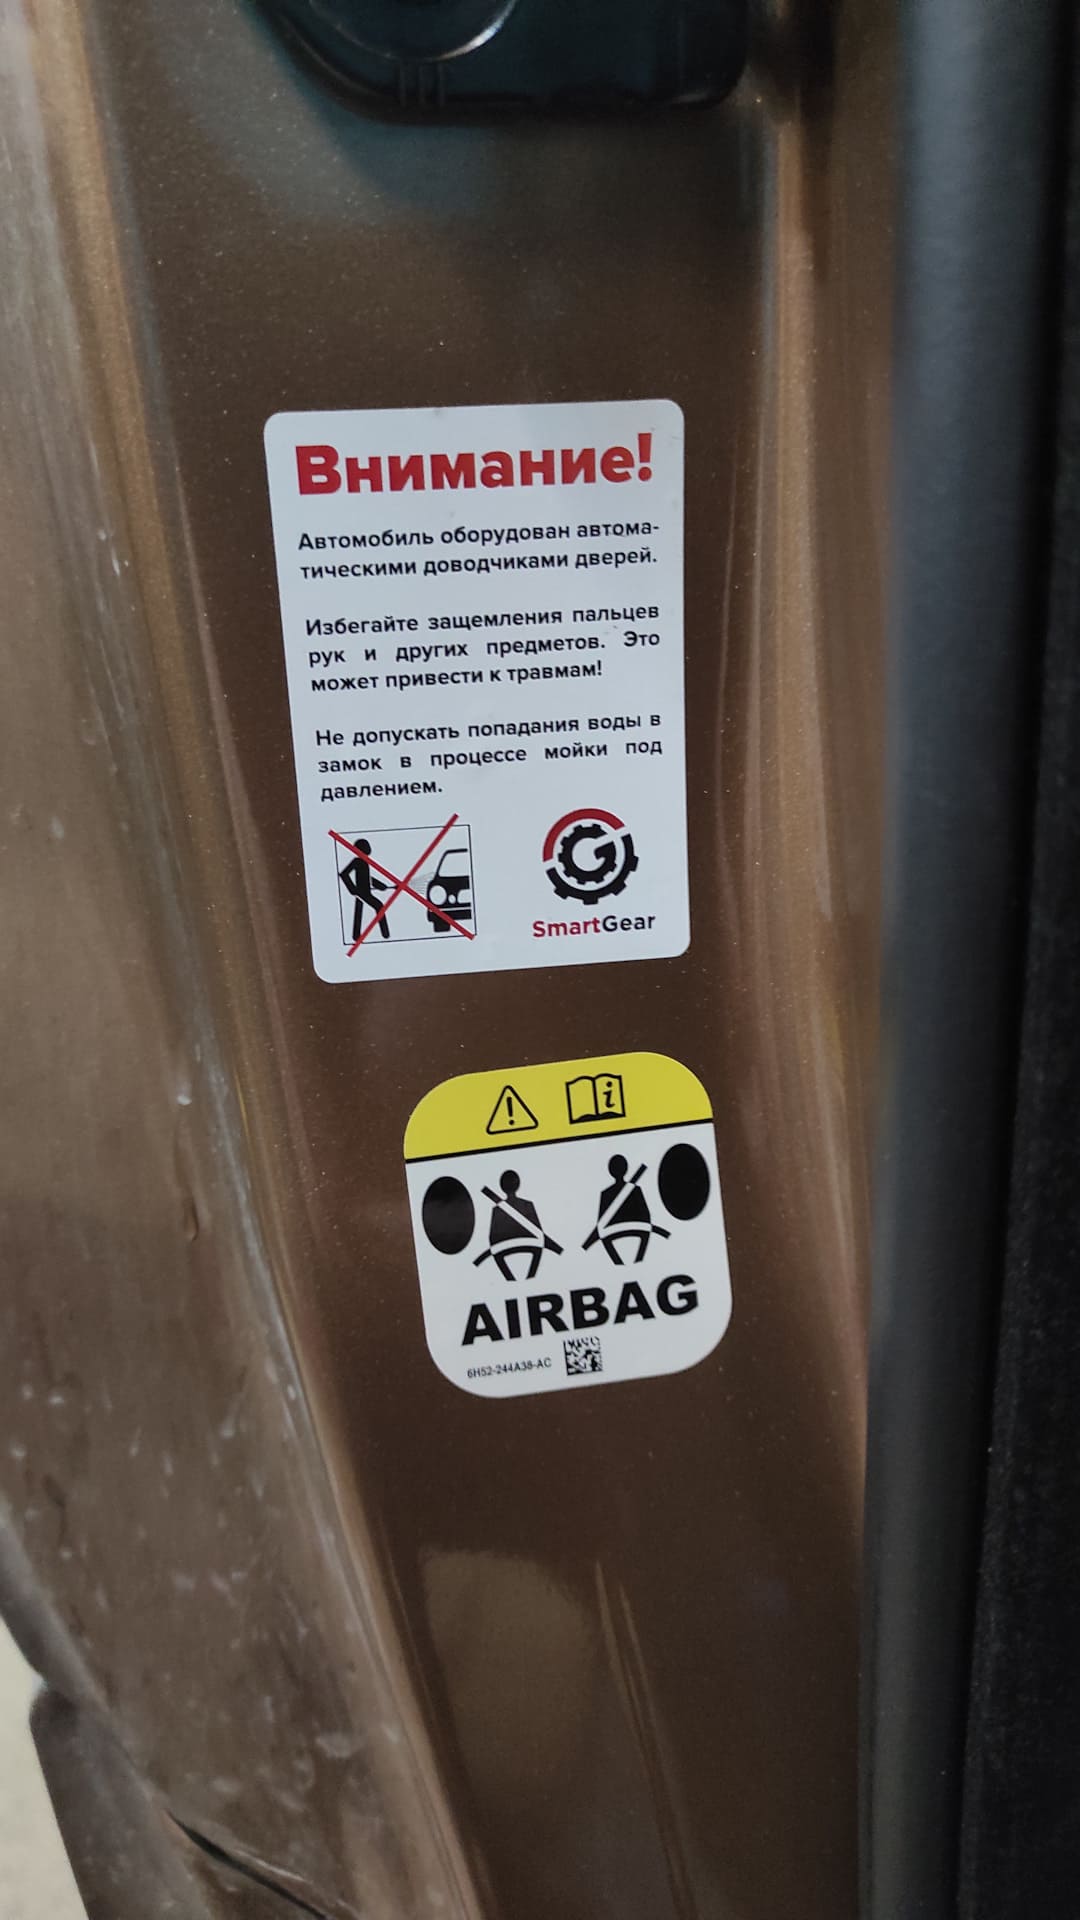 Внимание!
Автомобиль оборудован автома-
тическими доводчиками дверей.
Избегайте защемления пальцев
рук и других предметов. Это
может привести к травмам!
Не допускать попадания воды в
замок в процессе мойки под
давлением.
SmartGear
AIRBAG
6H52-244A38-AC